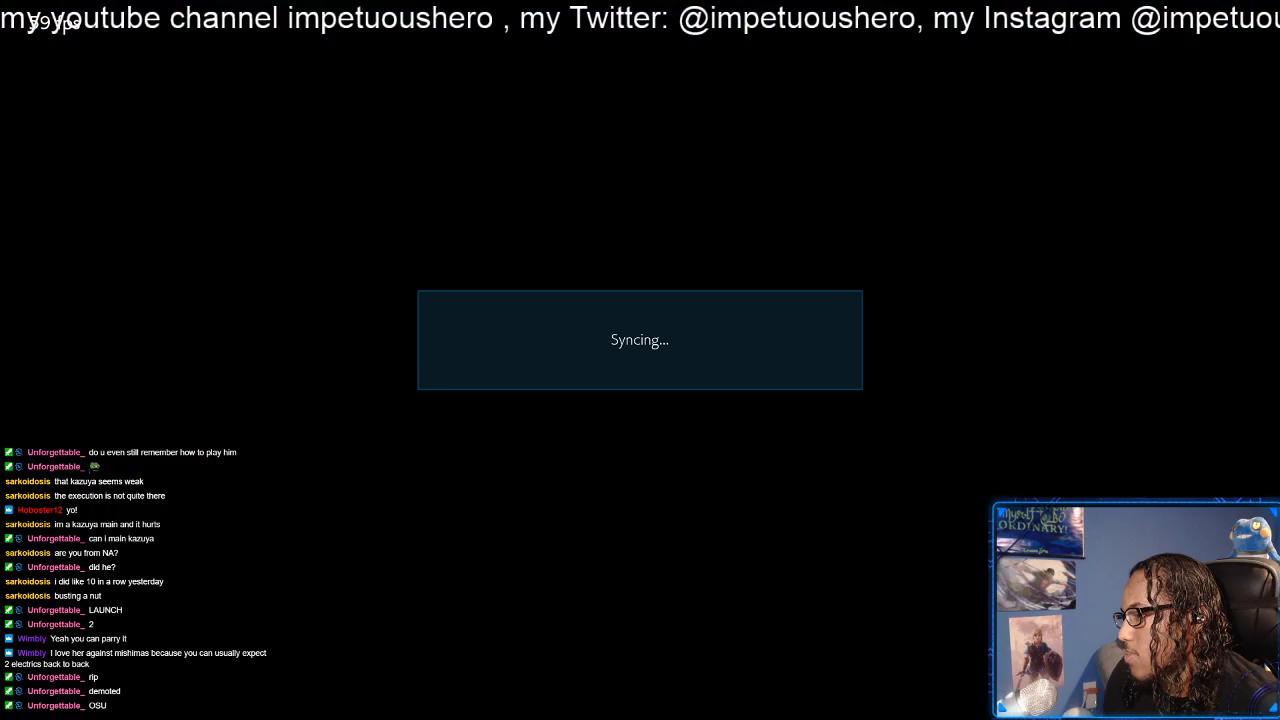 my youtube channel impetuoushero , my Twitter: @impetuoushero, my Instagram @impetuou
59 fps
Syncing...
Unforgettable_ do u even still remember how to play him
Unforgettable_
sarkoidosis that kazuya seems weak
sarkoidosis the execution is not quite there
Hoboster12 yo!
sarkoidosis im a kazuya main and it hurts
Unforgettable_ can i main kazuya
sarkoidosis are you from NA?
Unforgettable_ did he?
sarkoidosis i did like 10 in a row yesterday
sarkoidosis busting a nut
Unforgettable_ LAUNCH
Unforgettable_ 2
Wimbly Yeah you can parry it
Wimbly I love her against mishimas because you can usually expect
2 electrics back to back
Unforgettable_ rip
Unforgettable_ demoted
Unforgettable_ OSU
ORDINARY!